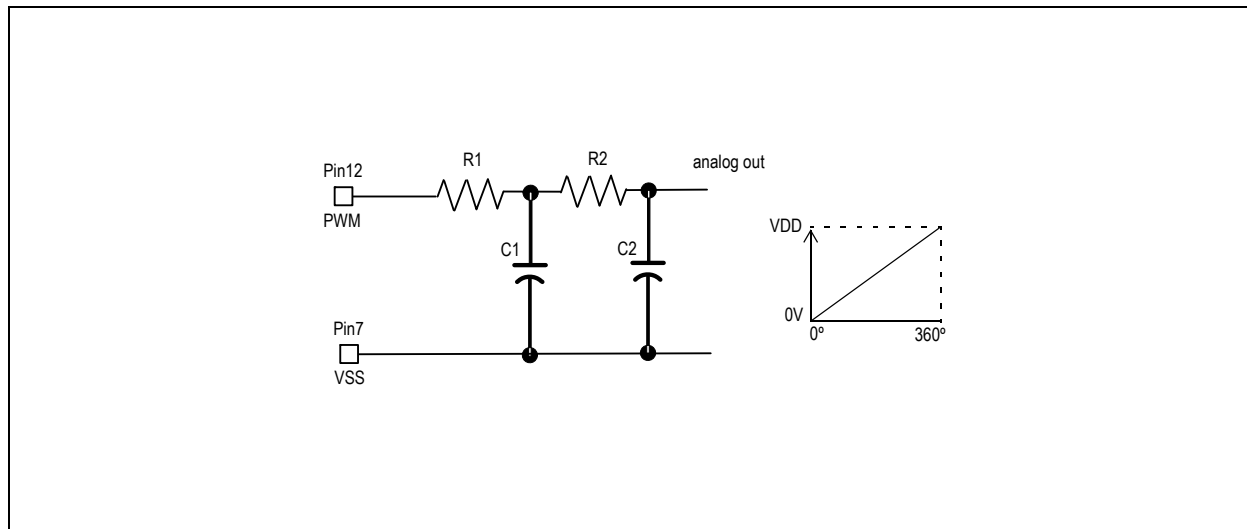 Pin12
PWM
R1
R2
analog out
C1
C2
Pin7
VSS
VDD
0V
0º
360º